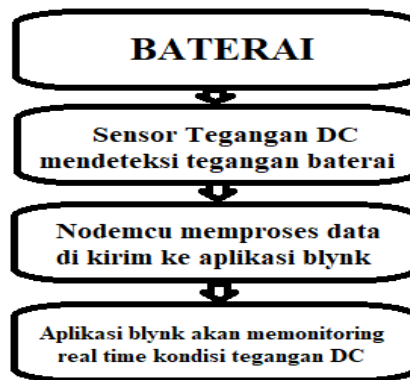 BATERAI
Sensor Tegangan DC
mendeteksi tegangan baterai
Nodemcu memproses data
di kirim ke aplikasi blynk
Aplikasi blynk akan memonitoring
real time kondisi tegangan DC